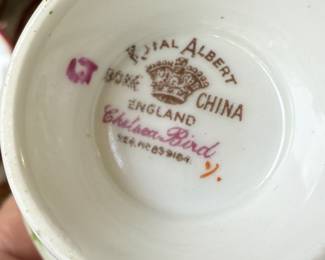 ROYAL ALBERT
BONE CHINA
ENGLAND
Chelsea Bird